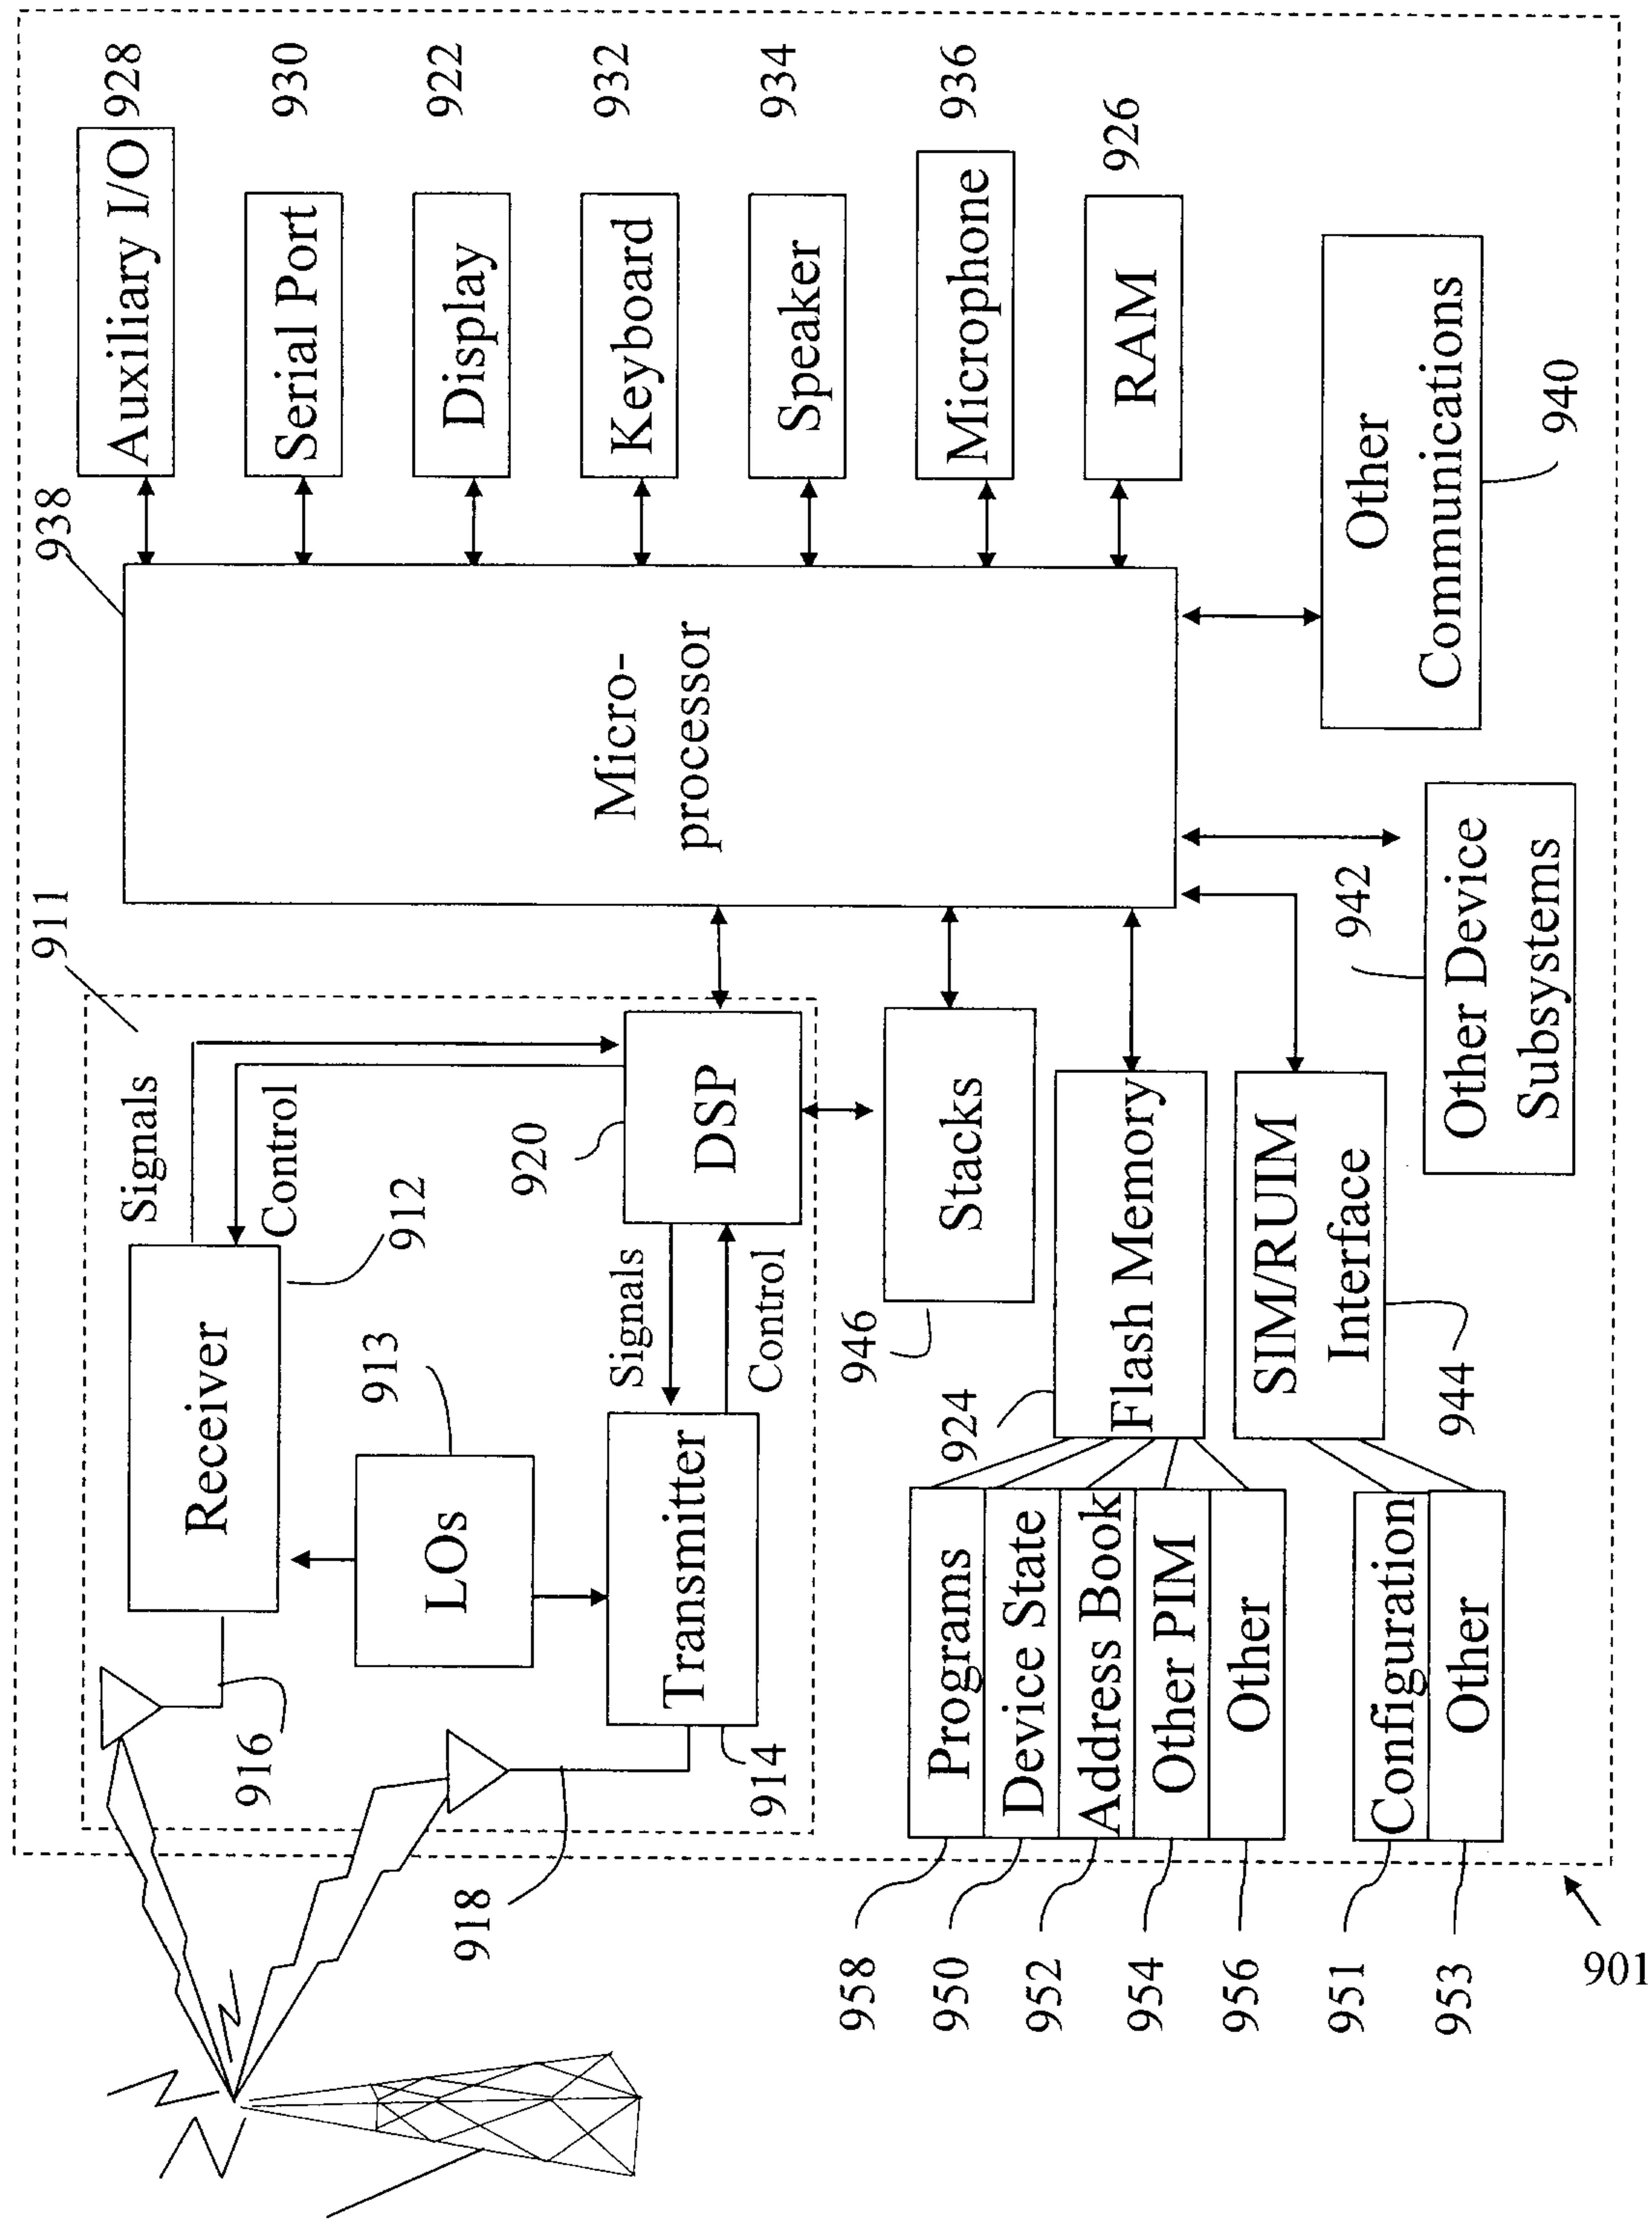 911
938
Signals
Control
Receiver
912
916
LOs
913
Transmitter
914
918
Signals
Control
920
DSP
Micro-
processor
Auxiliary I/O
928
Serial Port
930
Display
922
Keyboard
932
Speaker
934
Microphone
936
RAM
926
Stacks
946
Flash Memory
924
SIM/RUIM
Interface
944
Other Device
Subsystems
942
Other
Communications
940
958
Programs
950
Device State
952
Address Book
954
Other PIM
956
Other
951
Configuration
953
Other
901